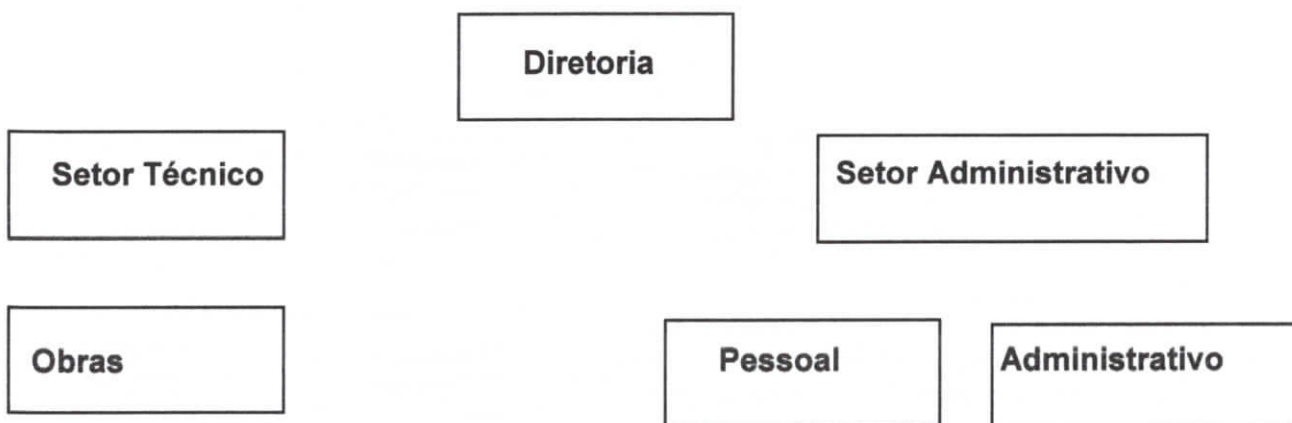 Diretoria
Setor Técnico
Setor Administrativo
Obras
Pessoal
Administrativo